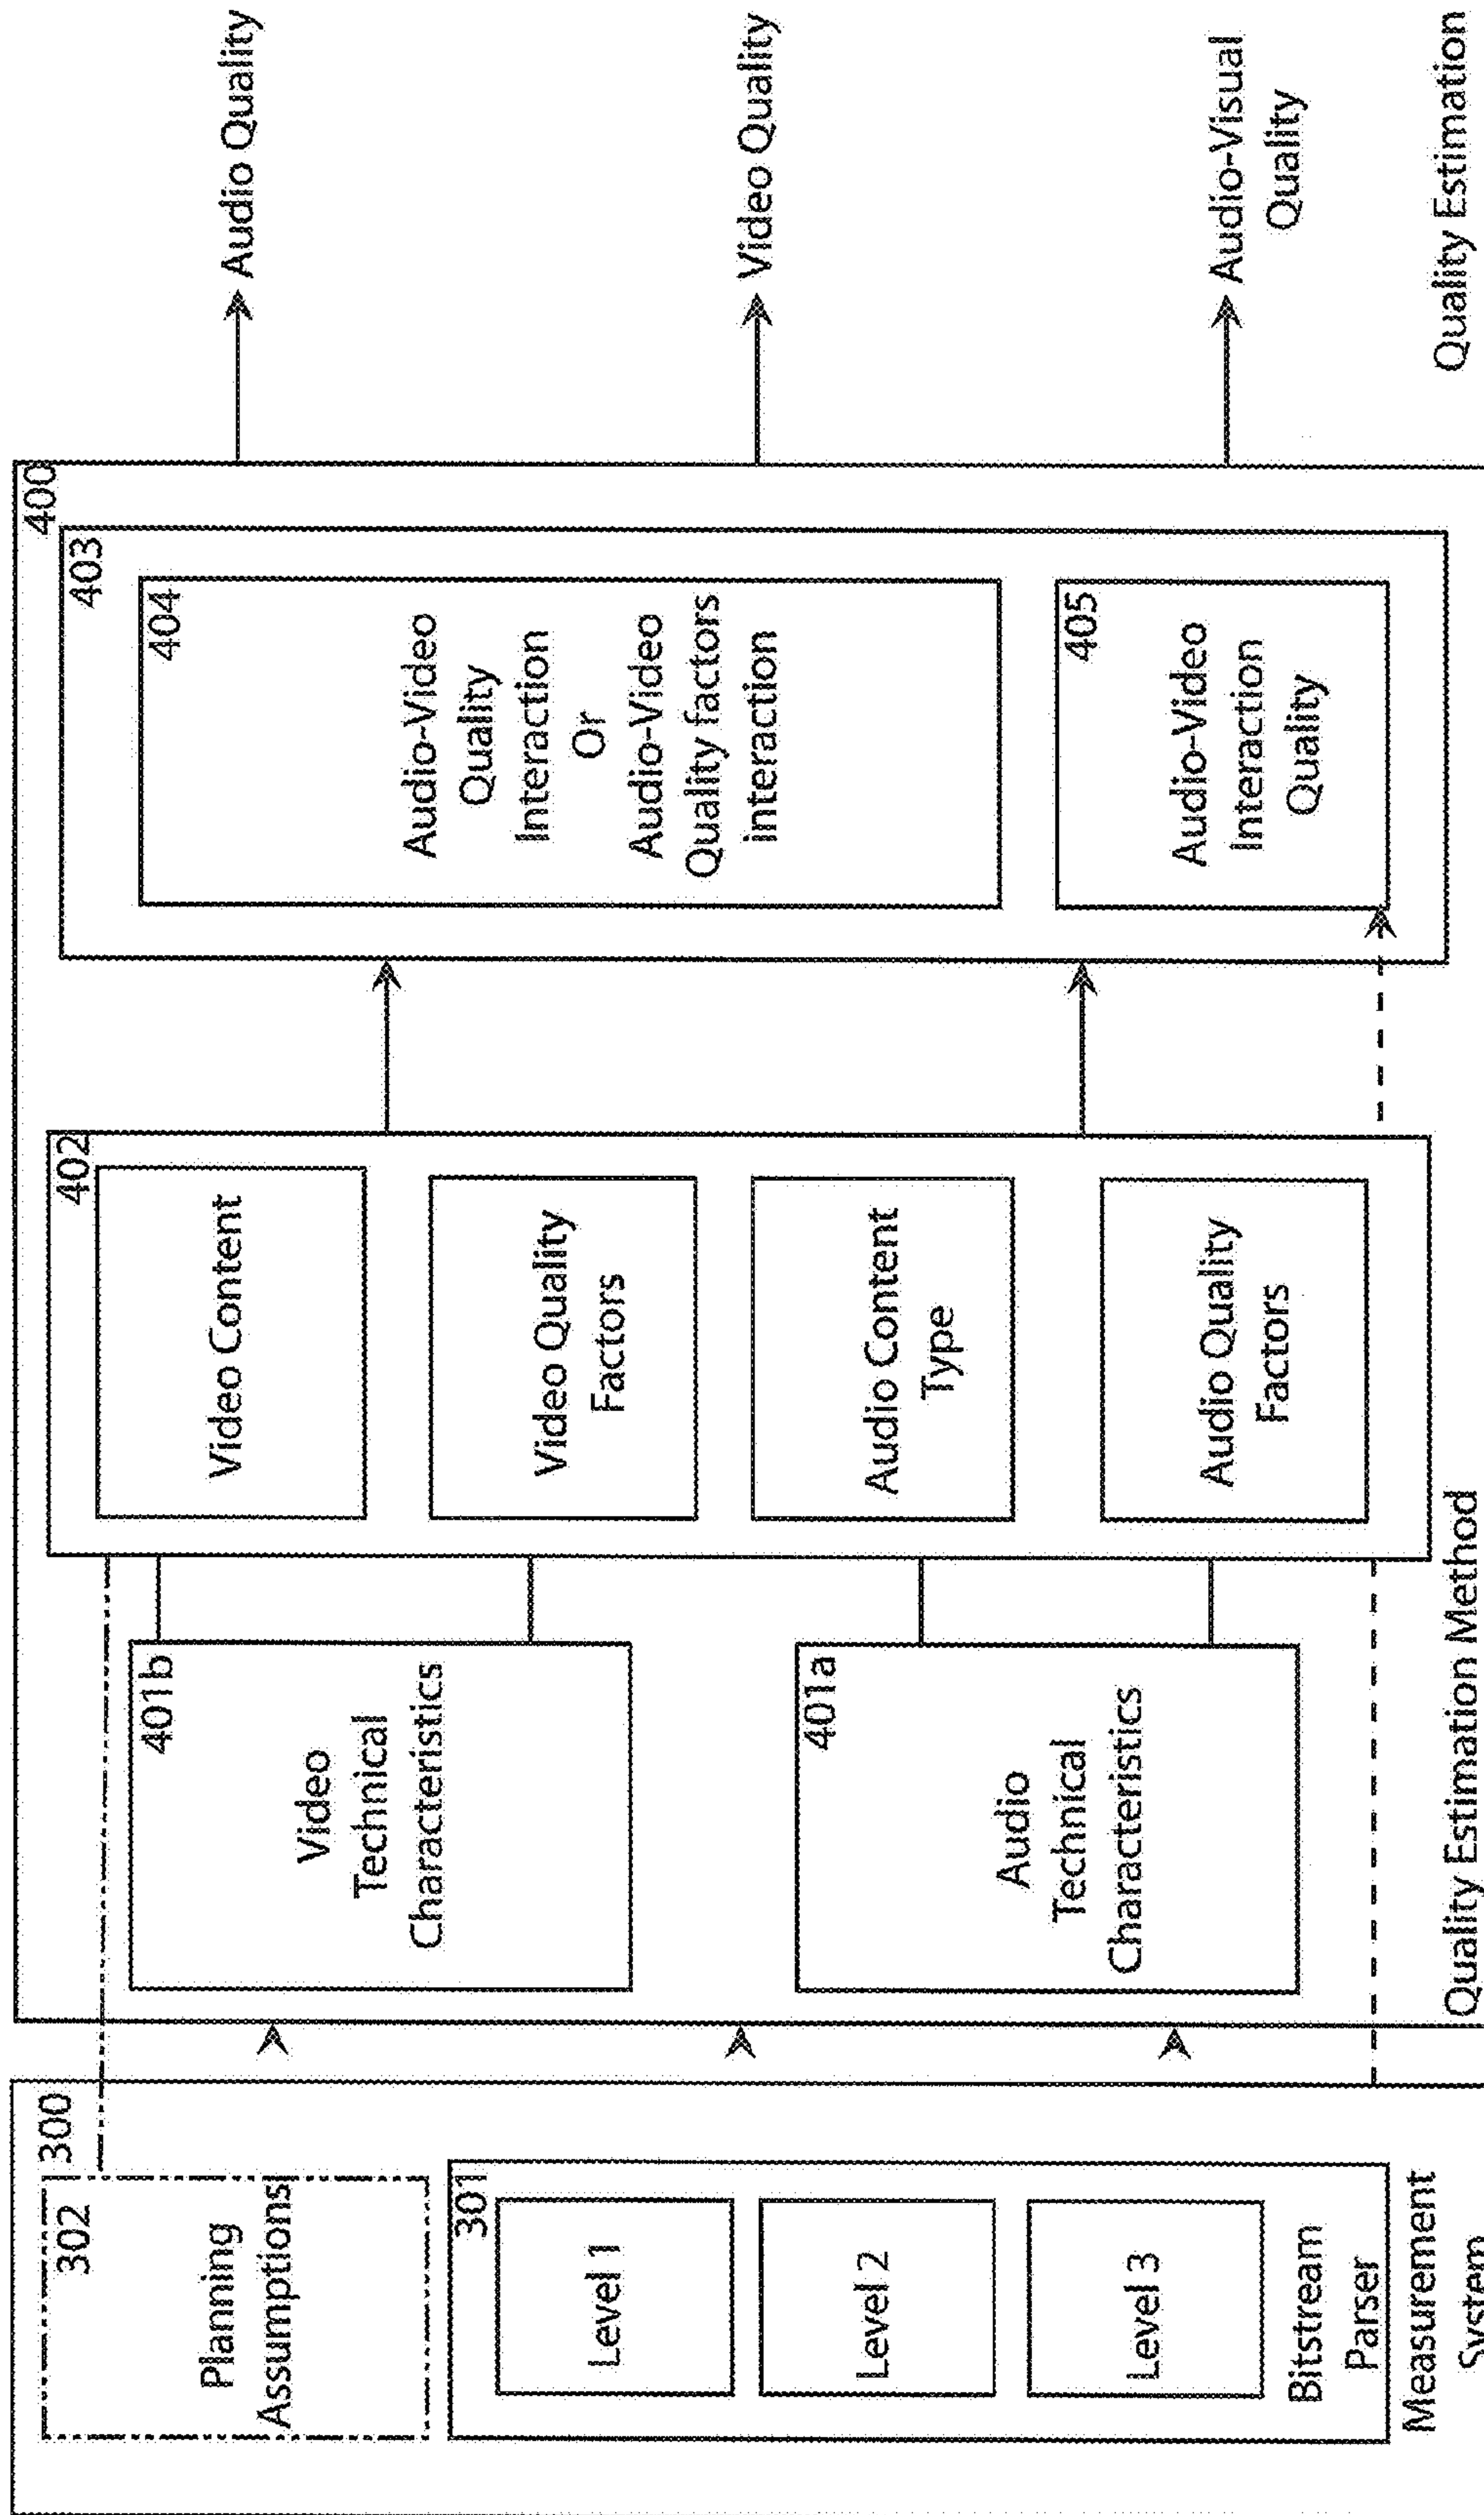 300
302
Planning
Assumptions
301
Level 1
Level 2
Level 3
Bitstream
Parser
Measurement
System
400
401b
Video
Technical
Characteristics
401a
Audio
Technical
Characteristics
402
Video Content
Video Quality
Factors
Audio Content
Type
Audio Quality
Factors
403
404
Audio-Video
Quality
Interaction
Or
Audio-Video
Quality factors
interaction
405
Audio-Video
Interaction
Quality
Quality Estimation Method
Audio Quality
Video Quality
Audio-Visual
Quality
Quality Estimation